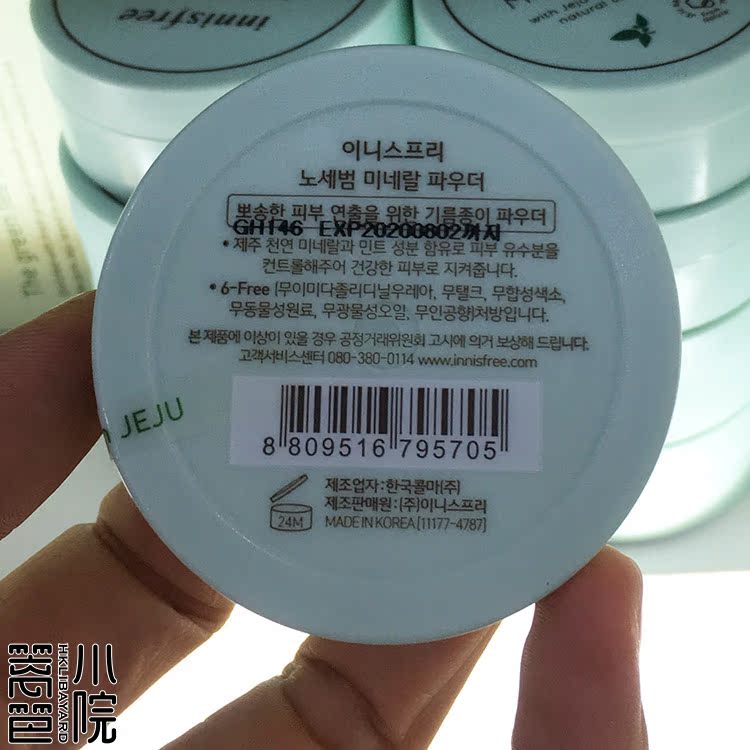 innisfree
with Jeju
natural
이니스프리
노세범 미네랄 파우더
뽀송한 피부 연출을 위한 기름종이 파우더
GH146 EXP20200802까지
• 제주 천연 미네랄과 민트 성분 함유로 피부 유수분을
컨트롤해주어 건강한 피부로 지켜줍니다.
• 6-Free (무이미다졸리디닐우레아, 무탤크, 무합성색소,
무동물성원료, 무광물성오일, 무인공향)처방입니다.
본 제품에 이상이 있을 경우 공정거래위원회 고시에 의거 보상해 드립니다.
고객서비스센터 080-380-0114 www.innisfree.com
JEJU
8 809516 795705
제조업자:한국콜마(주)
제조판매원:(주)이니스프리
24M
MADE IN KOREA [11177-4787]
HKLIBAYARD
小院